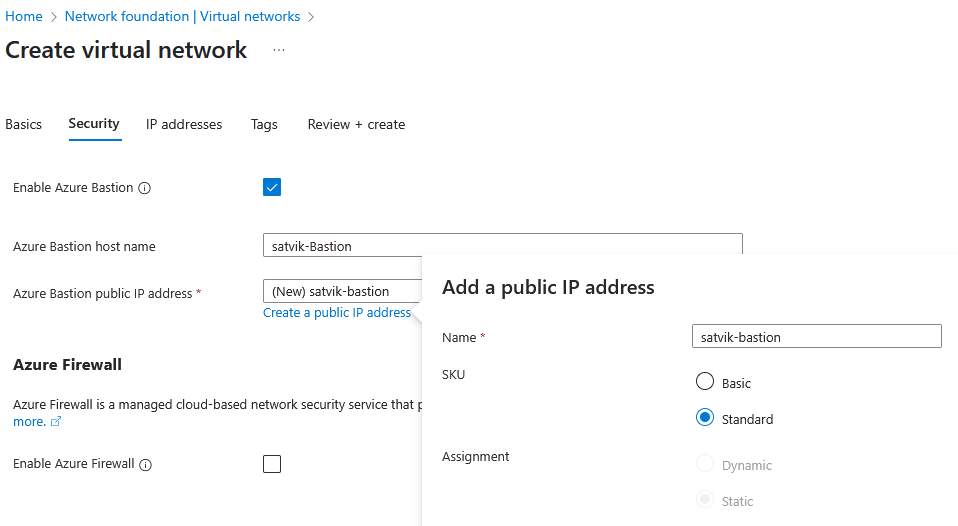 Home > Network foundation | Virtual networks >
Create virtual network ...
Basics Security IP addresses Tags Review + create
Enable Azure Bastion
Azure Bastion host name satvik-Bastion
Azure Bastion public IP address * (New) satvik-bastion
Create a public IP address
Azure Firewall
Azure Firewall is a managed cloud-based network security service that p
more.
Enable Azure Firewall
Add a public IP address
Name * satvik-bastion
SKU
Basic
Standard
Assignment
Dynamic
Static